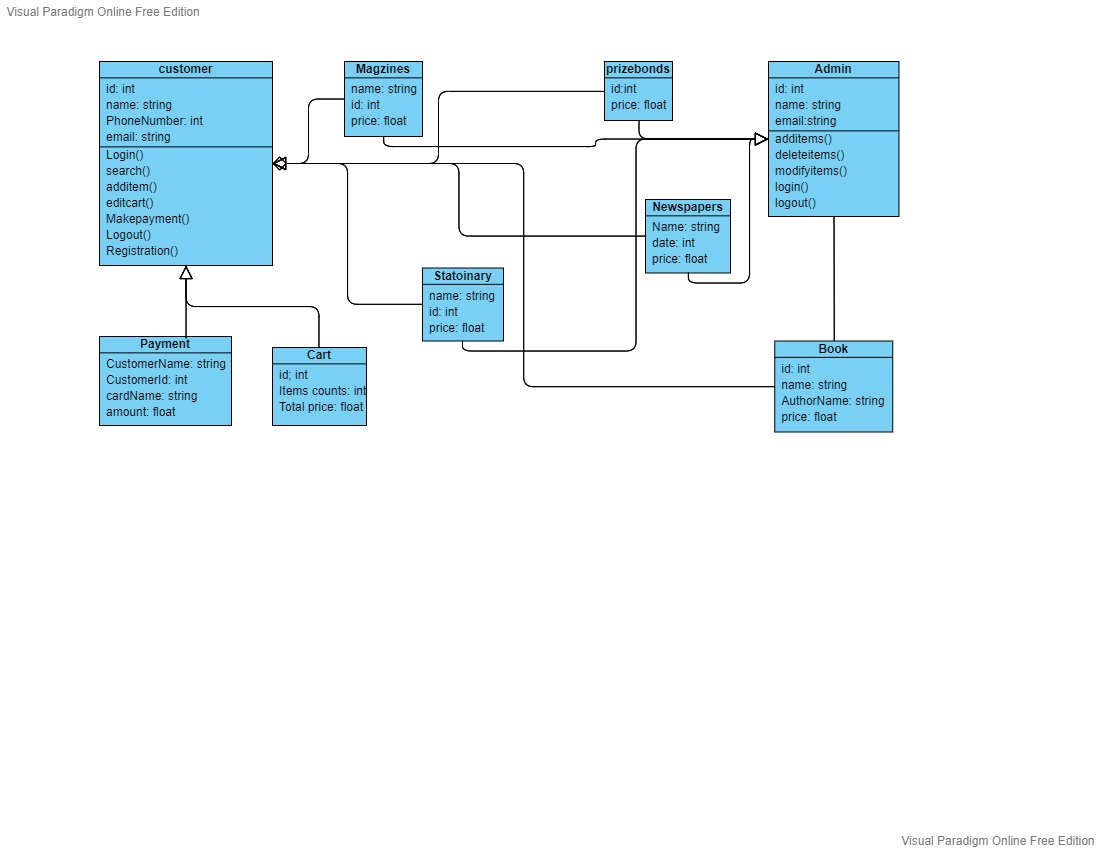 Visual Paradigm Online Free Edition
customer
id: int
name: string
PhoneNumber: int
email: string
Login()
search()
additem()
editcart()
Makepayment()
Logout()
Registration()
Magzines
name: string
id: int
price: float
prizebonds
id:int
price: float
Admin
id: int
name: string
email:string
additems()
deleteitems()
modifyitems()
login()
logout()
Newspapers
Name: string
date: int
price: float
Statoinary
name: string
id: int
price: float
Payment
CustomerName: string
CustomerId: int
cardName: string
amount: float
Cart
id; int
Items counts: int
Total price: float
Book
id: int
name: string
AuthorName: string
price: float
Visual Paradigm Online Free Edition